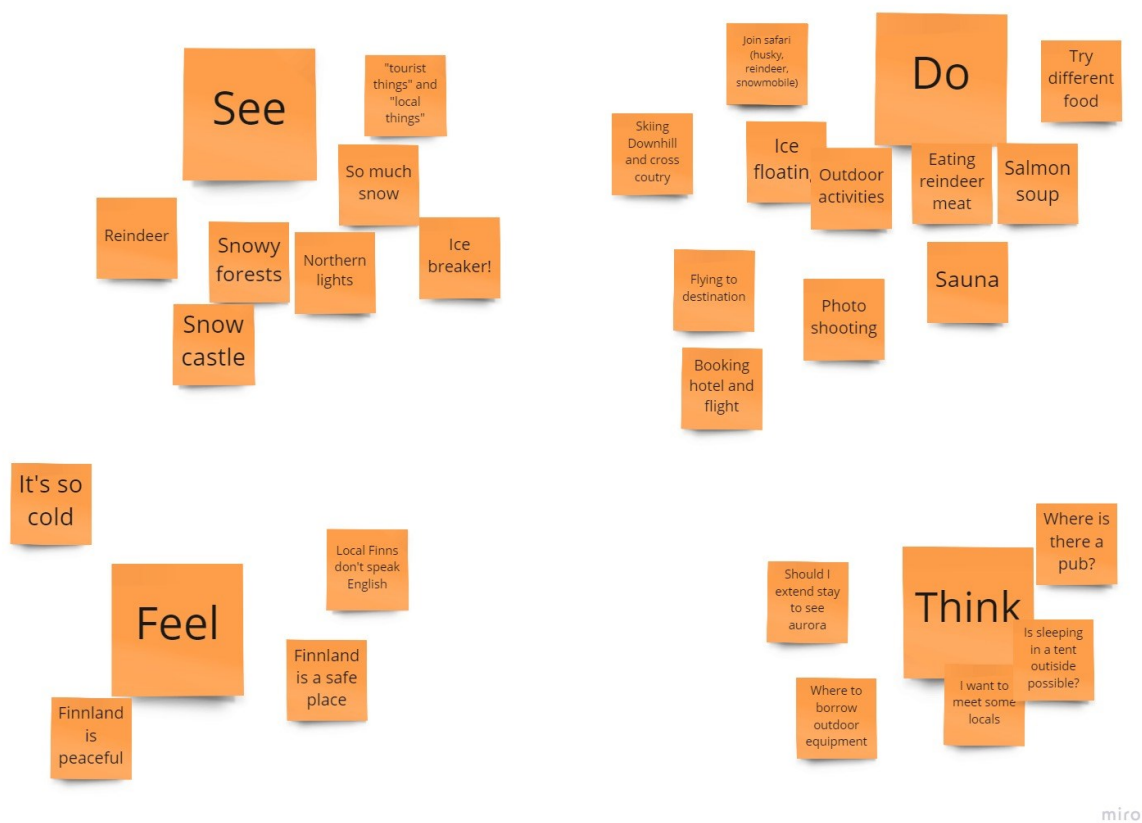 See
"tourist
things" and
"local
things"
So much
snow
Reindeer
Snowy
forests
Northern
lights
Ice
breaker!
Snow
castle
Do
Join safari
(husky,
reindeer,
snowmobile)
Try
different
food
Skiing
Downhill
and cross
coutry
Ice
floatin
Outdoor
activities
Eating
reindeer
meat
Salmon
soup
Flying to
destination
Photo
shooting
Sauna
Booking
hotel and
flight
It's so
cold
Feel
Local Finns
don't speak
English
Finnland
is a safe
place
Finnland
is
peaceful
Think
Where is
there a
pub?
Should I
extend stay
to see
aurora
Is sleeping
in a tent
outiside
possible?
I want to
meet some
locals
Where to
borrow
outdoor
equipment
miro